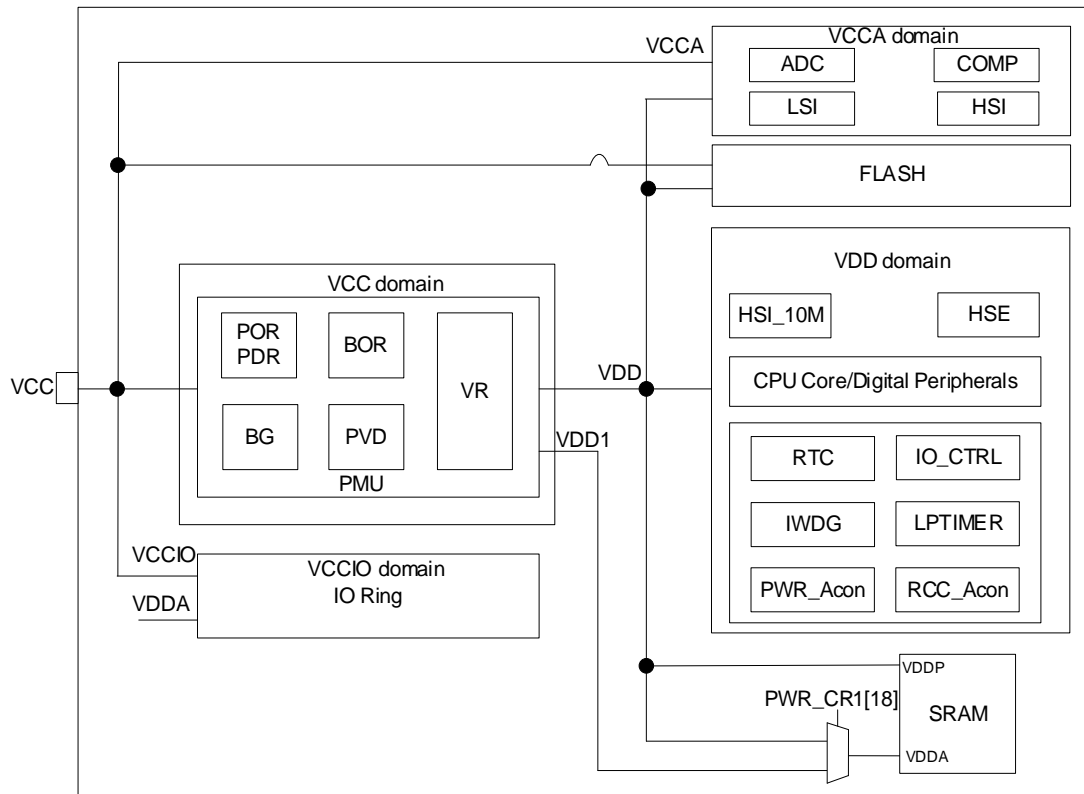 VCCA
VCCA domain
ADC
COMP
LSI
HSI
FLASH
VCC domain
POR
PDR
BOR
VR
BG
PVD
PMU
VCC
VDD
VDD1
VDD domain
HSI_10M
HSE
CPU Core/Digital Peripherals
RTC
IO_CTRL
IWDG
LPTIMER
PWR_Acon
RCC_Acon
VCCIO
VCCIO domain
IO Ring
VDDA
PWR_CR1[18]
VDDP
SRAM
VDDA